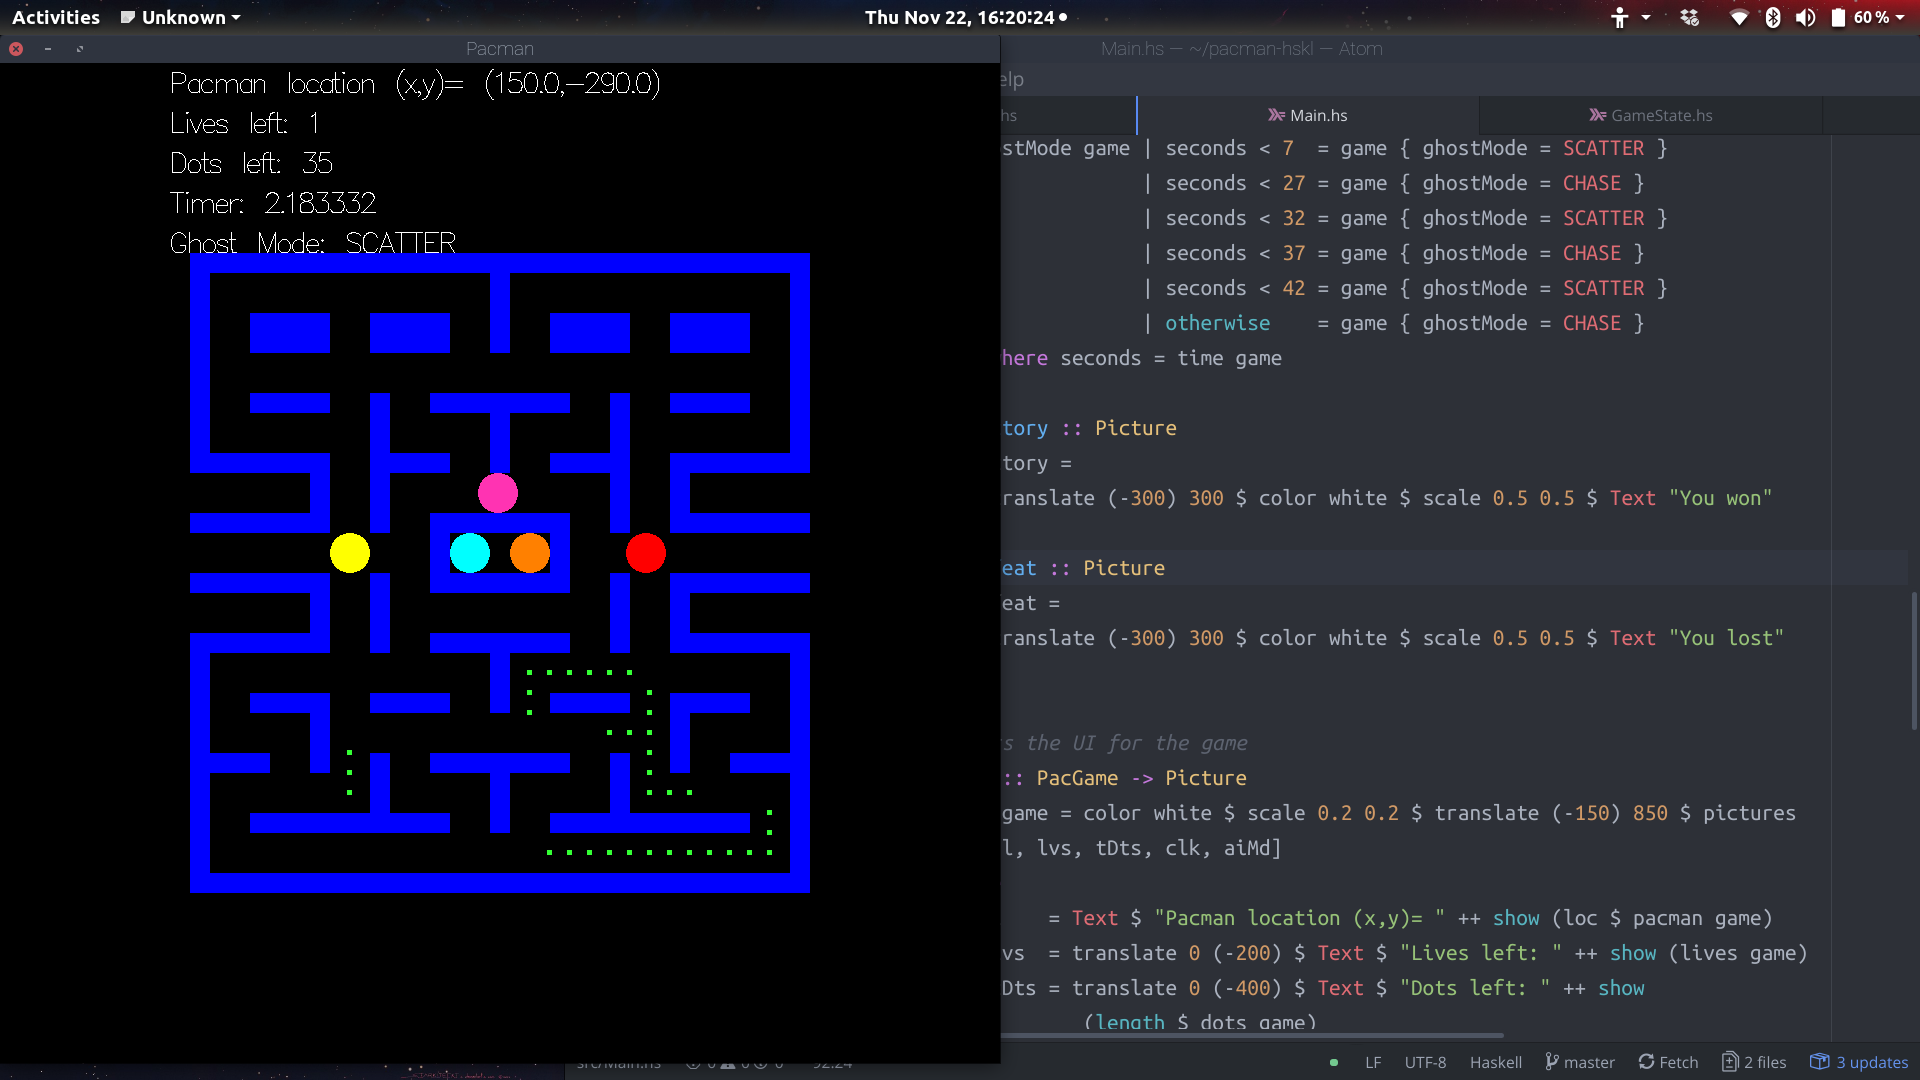 Activities Unknown Thu Nov 22, 16:20:24 60 %
Pacman
Main.hs — ~/pacman-hskl — Atom
elp
hs Main.hs GameState.hs
Pacman location (x,y)= (150.0,-290.0)
Lives left: 1
Dots left: 35
Timer: 2.183332
Ghost Mode: SCATTER
stMode game | seconds < 7 = game { ghostMode = SCATTER }
| seconds < 27 = game { ghostMode = CHASE }
| seconds < 32 = game { ghostMode = SCATTER }
| seconds < 37 = game { ghostMode = CHASE }
| seconds < 42 = game { ghostMode = SCATTER }
| otherwise = game { ghostMode = CHASE }
here seconds = time game
tory :: Picture
tory =
ranslate (-300) 300 $ color white $ scale 0.5 0.5 $ Text "You won"
eat :: Picture
eat =
ranslate (-300) 300 $ color white $ scale 0.5 0.5 $ Text "You lost"
s the UI for the game
:: PacGame -> Picture
game = color white $ scale 0.2 0.2 $ translate (-150) 850 $ pictures
l, lvs, tDts, clk, aiMd]
= Text $ "Pacman location (x,y)= " ++ show (loc $ pacman game)
vs = translate 0 (-200) $ Text $ "Lives left: " ++ show (lives game)
Dts = translate 0 (-400) $ Text $ "Dots left: " ++ show
(length $ dots game)
src/Main.hs 0 0 0 92:24 LF UTF-8 Haskell master Fetch 2 files 3 updates